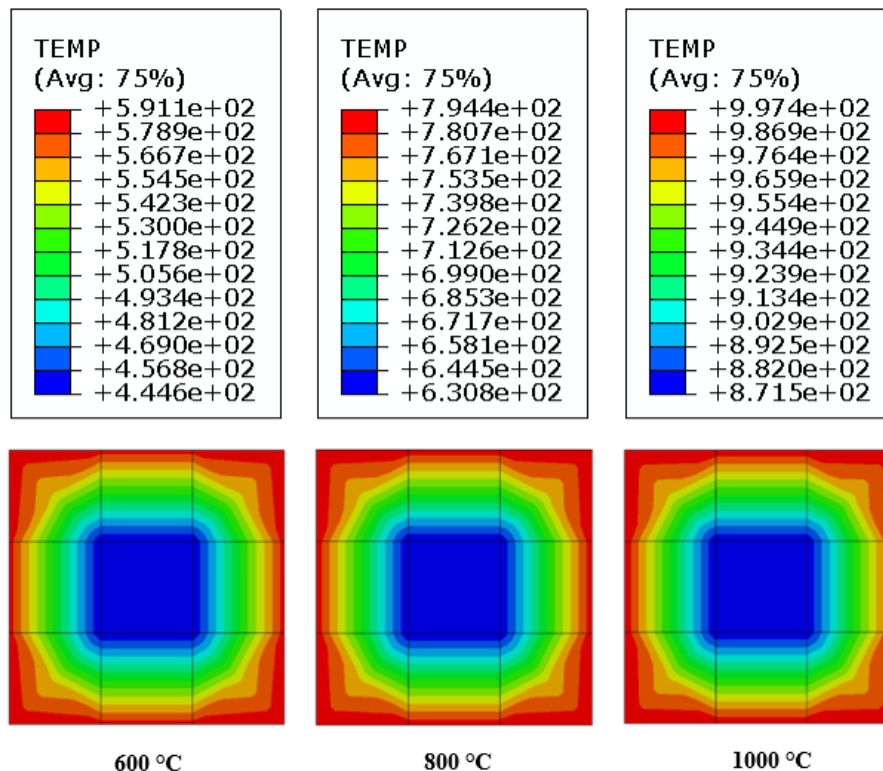 TEMP
(Avg: 75%)
+5.911e+02
+5.789e+02
+5.667e+02
+5.545e+02
+5.423e+02
+5.300e+02
+5.178e+02
+5.056e+02
+4.934e+02
+4.812e+02
+4.690e+02
+4.568e+02
+4.446e+02
TEMP
(Avg: 75%)
+7.944e+02
+7.807e+02
+7.671e+02
+7.535e+02
+7.398e+02
+7.262e+02
+7.126e+02
+6.990e+02
+6.853e+02
+6.717e+02
+6.581e+02
+6.445e+02
+6.308e+02
TEMP
(Avg: 75%)
+9.974e+02
+9.869e+02
+9.764e+02
+9.659e+02
+9.554e+02
+9.449e+02
+9.344e+02
+9.239e+02
+9.134e+02
+9.029e+02
+8.925e+02
+8.820e+02
+8.715e+02
600 °C
800 °C
1000 °C